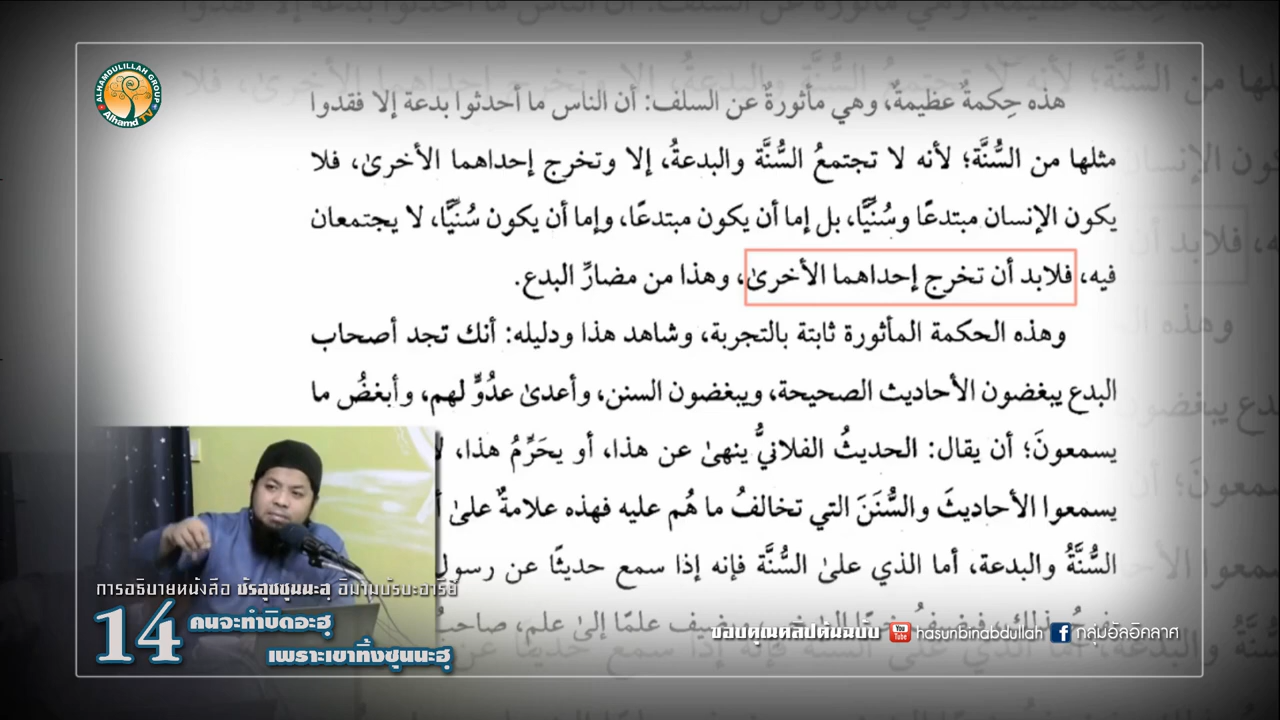 ALHAMDULILLAH GROUP
Alhamd TV
هذه حِكمةٌ عظيمةٌ، وهي مأثورةٌ عن السلف: أن الناس ما أحدثوا بدعة إلا فقدوا
مثلها من السُّنَّة؛ لأنه لا تجتمعُ السُّنَّة والبدعةُ، إلا وتخرج إحداهما الأخرىٰ، فلا
يكون الإنسان مبتدعًا وسُنِّيًّا، بل إما أن يكون مبتدعًا، وإما أن يكون سُنِّيًّا، لا يجتمعان
فيه، فلابد أن تخرج إحداهما الأخرىٰ، وهذا من مضارِّ البدع.
وهذه الحكمة المأثورة ثابتة بالتجربة، وشاهد هذا ودليله: أنك تجد أصحاب
البدع يبغضون الأحاديث الصحيحة، ويبغضون السنن، وأعدىٰ عدُوٍّ لهم، وأبغضُ ما
يسمعونَ؛ أن يقال: الحديثُ الفلانيُّ ينهىٰ عن هذا، أو يحَرِّمُ هذا،
يسمعوا الأحاديثَ والسُّنَنَ التي تخالفُ ما هُم عليه فهذه علامةٌ علىٰ
السُّنَّةُ والبدعة، أما الذي علىٰ السُّنَّة فإنه إذا سمع حديثًا عن رسول
การอธิบายหนังสือ ชัรฮุซซุนนะฮฺ อิมามบัรบะฮารีย์
14 คนจะทำบิดอะฮฺ
เพราะเขาทิ้งซุนนะฮฺ
ขอบคุณคลิปต้นฉบับ You Tube hasunbinabdullah f กลุ่มอัลอิคลาศ